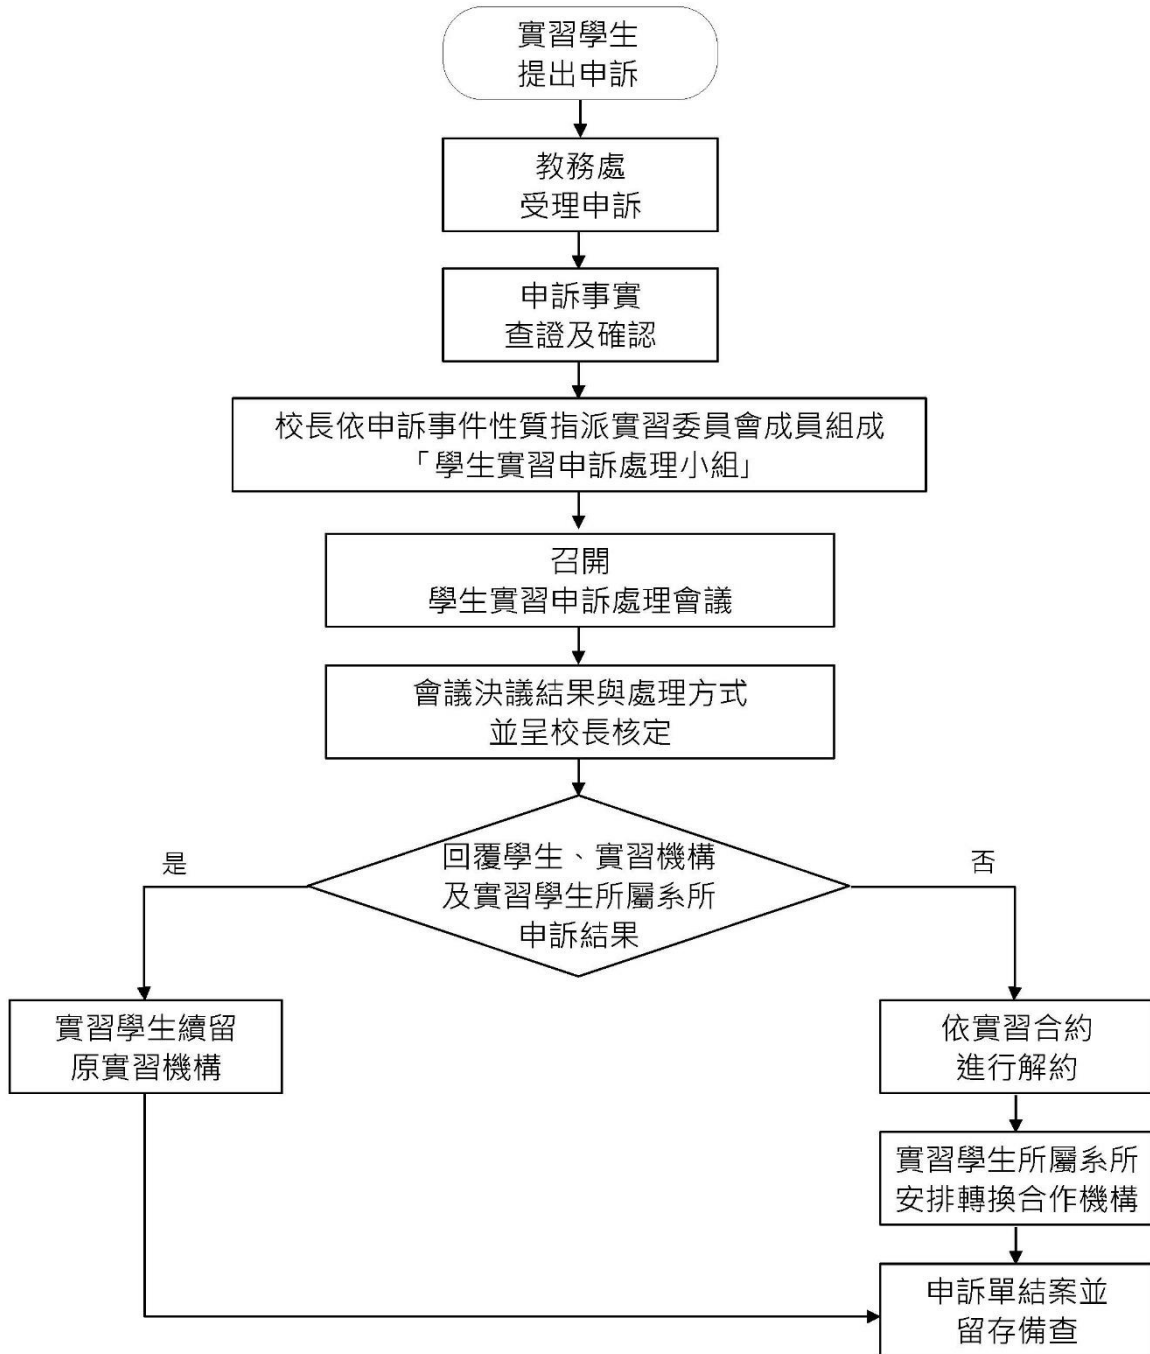 實習學生
提出申訴
教務處
受理申訴
申訴事實
查證及確認
校長依申訴事件性質指派實習委員會成員組成
「學生實習申訴處理小組」
召開
學生實習申訴處理會議
會議決議結果與處理方式
並呈校長核定
回覆學生、實習機構
及實習學生所屬系所
申訴結果
是
否
實習學生續留
原實習機構
依實習合約
進行解約
實習學生所屬系所
安排轉換合作機構
申訴單結案並
留存備查